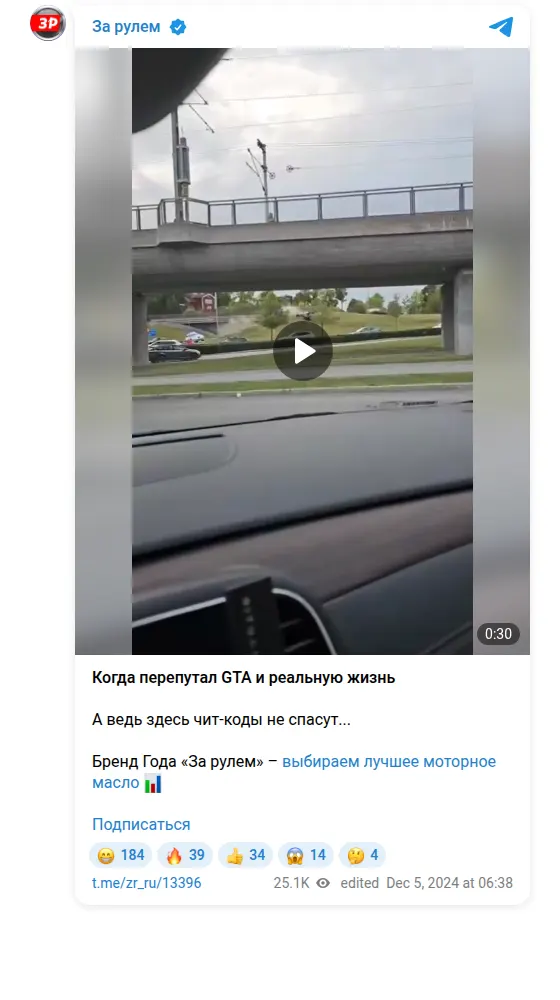 ЗР
За рулем
0:30
Когда перепутал GTA и реальную жизнь
А ведь здесь чит-коды не спасут...
Бренд Года «За рулем» – выбираем лучшее моторное
масло 📊
Подписаться
😁 184 🔥 39 👍 34 😱 14 🤔 4
t.me/zr_ru/13396 25.1K edited Dec 5, 2024 at 06:38